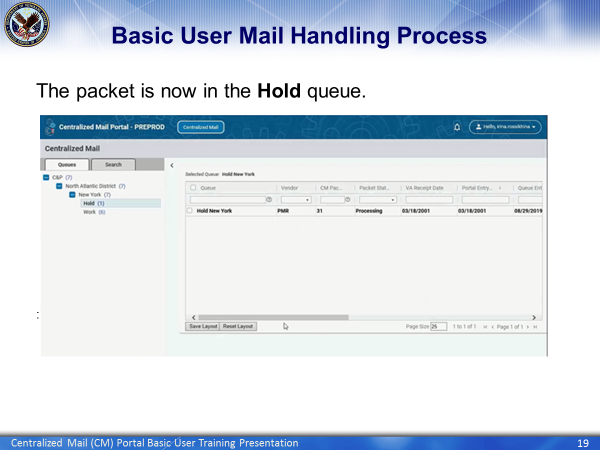 Basic User Mail Handling Process
The packet is now in the Hold queue.
Centralized Mail Portal - PREPROD
Centralized Mail
Hello,
Centralized Mail
Queues Search
Selected Queue: Hold New York
C&P (7)
North Atlantic District (7)
New York (7)
Hold (1)
Work (6)
Queue Vendor CM Pac... Packet Stat... VA Receipt Date Portal Entry... Queue Ent
Hold New York PMR 31 Processing 03/18/2001 03/18/2001 08/29/2019
:
Save Layout Reset Layout Page Size 25 1 to 1 of 1 Page 1 of 1
Centralized Mail (CM) Portal Basic User Training Presentation 19